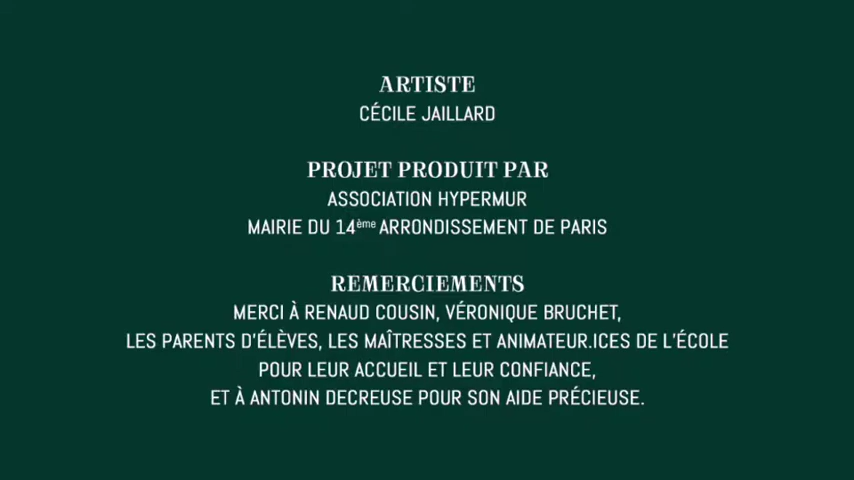 ARTISTE
CÉCILE JAILLARD
PROJET PRODUIT PAR
ASSOCIATION HYPERMUR
MAIRIE DU 14ème ARRONDISSEMENT DE PARIS
REMERCIEMENTS
MERCI À RENAUD COUSIN, VÉRONIQUE BRUCHET,
LES PARENTS D'ÉLÈVES, LES MAÎTRESSES ET ANIMATEUR.ICES DE L'ÉCOLE
POUR LEUR ACCUEIL ET LEUR CONFIANCE,
ET À ANTONIN DECREUSE POUR SON AIDE PRÉCIEUSE.